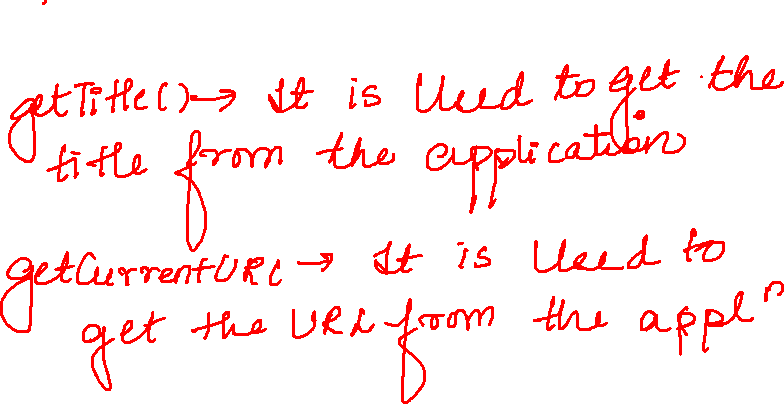 getTitle() → It is Used to get the
title from the application
getCurrentURL → It is Used to
get the URL from the appl^n